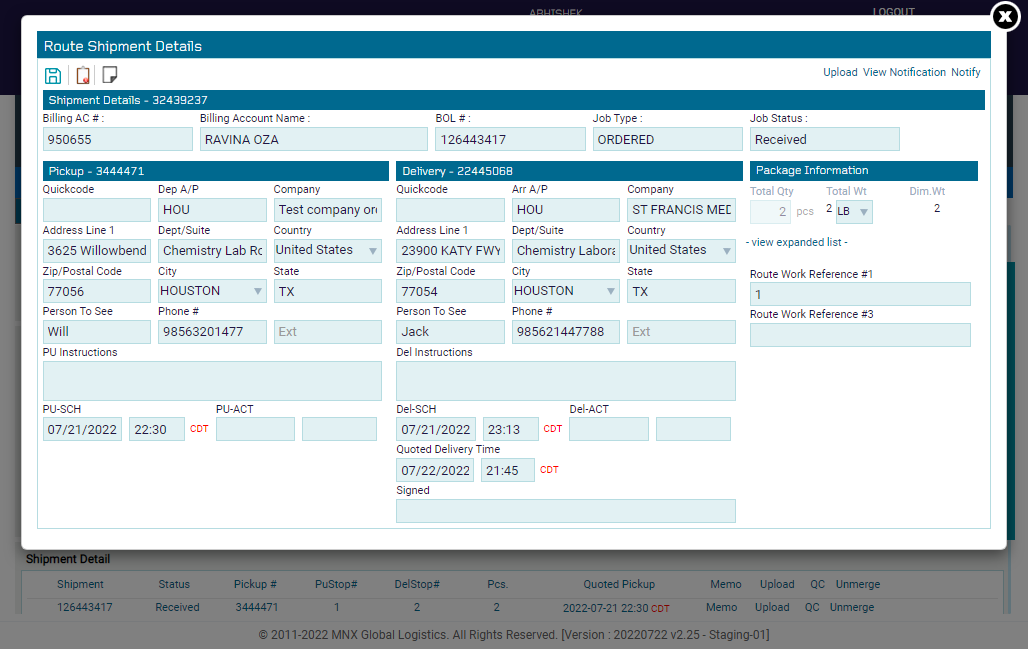 ABHISHEK LOGOUT
Route Shipment Details
Upload View Notification Notify
Shipment Details - 32439237
Billing AC # : Billing Account Name : BOL # : Job Type : Job Status :
950655 RAVINA OZA 126443417 ORDERED Received
Pickup - 3444471 Delivery - 22445068 Package Information
Quickcode Dep A/P Company Quickcode Arr A/P Company Total Qty Total Wt Dim.Wt
HOU Test company or HOU ST FRANCIS MED 2 pcs 2 LB 2
Address Line 1 Dept/Suite Country Address Line 1 Dept/Suite Country
3625 Willowbend Chemistry Lab Ro United States 23900 KATY FWY Chemistry Labora United States - view expanded list -
Zip/Postal Code City State Zip/Postal Code City State Route Work Reference #1
77056 HOUSTON TX 77054 HOUSTON TX 1
Person To See Phone # Person To See Phone # Route Work Reference #3
Will 98563201477 Ext Jack 985621447788 Ext
PU Instructions Del Instructions
PU-SCH PU-ACT Del-SCH Del-ACT
07/21/2022 22:30 CDT 07/21/2022 23:13 CDT
Quoted Delivery Time
07/22/2022 21:45 CDT
Signed
Shipment Detail
Shipment Status Pickup # PuStop# DelStop# Pcs. Quoted Pickup Memo Upload QC Unmerge
126443417 Received 3444471 1 2 2 2022-07-21 22:30 CDT Memo Upload QC Unmerge
© 2011-2022 MNX Global Logistics. All Rights Reserved. [Version : 20220722 v2.25 - Staging-01]